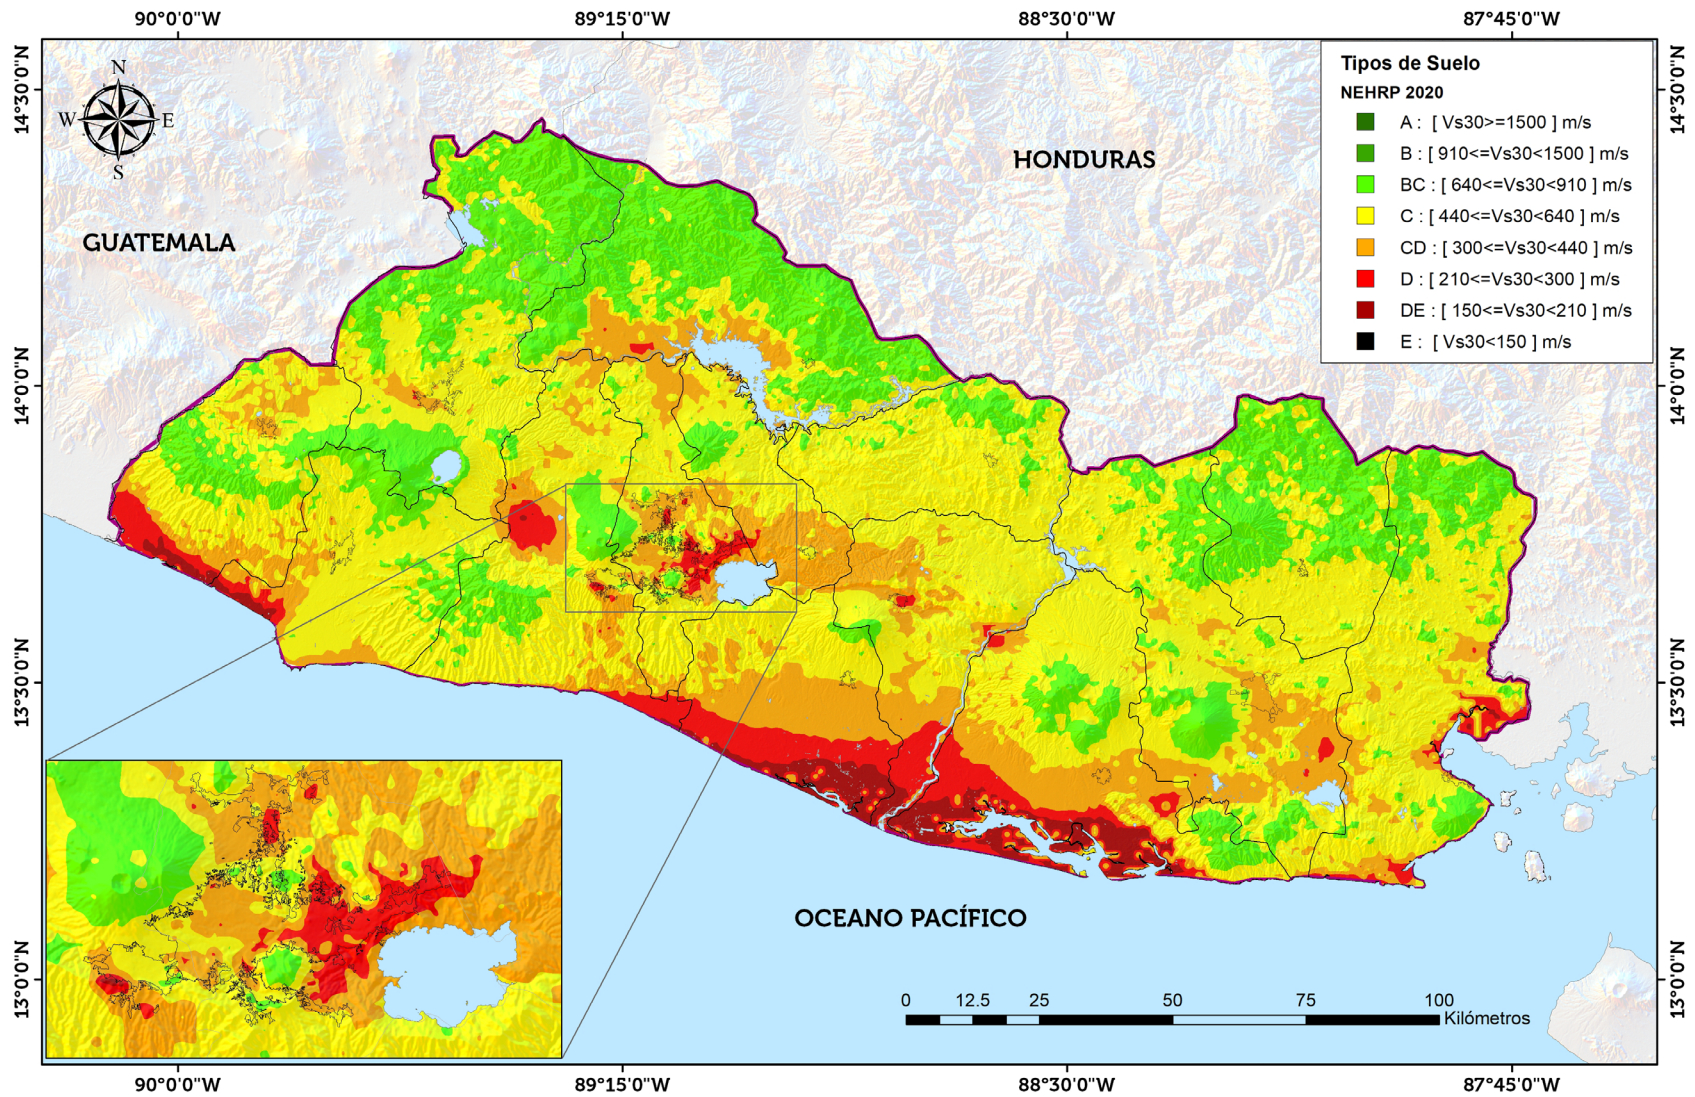 90°0'0"W 89°15'0"W 88°30'0"W 87°45'0"W
14°30'0"N
14°30'0"N
N
W E
S
GUATEMALA
HONDURAS
Tipos de Suelo
NEHRP 2020
A : [ Vs30>=1500 ] m/s
B : [ 910<=Vs30<1500 ] m/s
BC : [ 640<=Vs30<910 ] m/s
C : [ 440<=Vs30<640 ] m/s
CD : [ 300<=Vs30<440 ] m/s
D : [ 210<=Vs30<300 ] m/s
DE : [ 150<=Vs30<210 ] m/s
E : [ Vs30<150 ] m/s
14°0'0"N
14°0'0"N
13°30'0"N
13°30'0"N
OCEANO PACÍFICO
13°0'0"N
13°0'0"N
0 12.5 25 50 75 100
Kilómetros
90°0'0"W 89°15'0"W 88°30'0"W 87°45'0"W